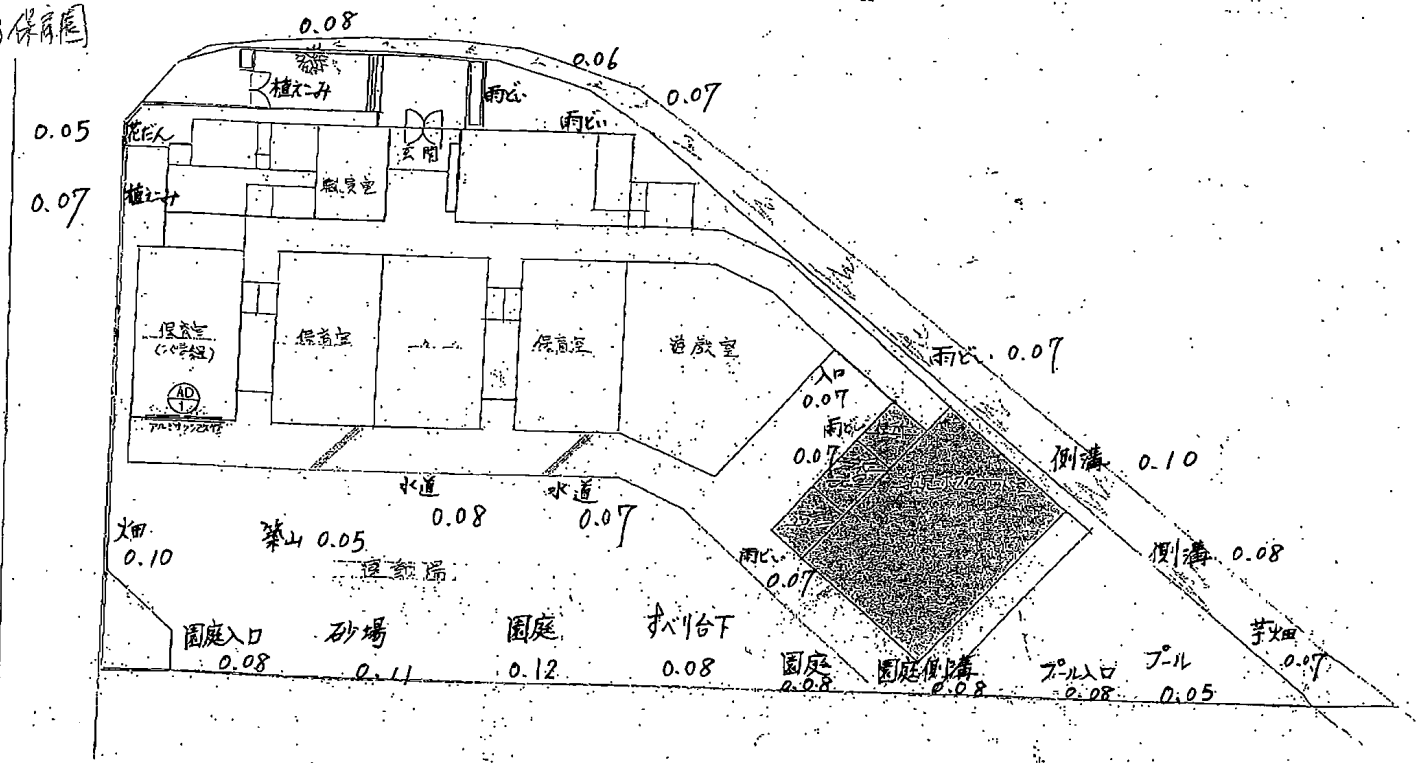 保育園
0.08
0.06
0.07
植えこみ
雨どい
雨どい
0.05
花だん
玄関
職員室
0.07
植えこみ
保育室
保育室
保育室
遊戯室
AD
1
雨どい 0.07
入口
0.07
雨どい
0.07
側溝 0.10
水道
0.08
水道
0.07
畑
0.10
築山 0.05
運動場
雨どい
0.07
側溝 0.08
園庭入口
0.08
砂場
0.11
園庭
0.12
すべり台下
0.08
園庭
0.08
園庭側溝
0.08
プール入口
0.08
プール
0.05
芋畑
0.07